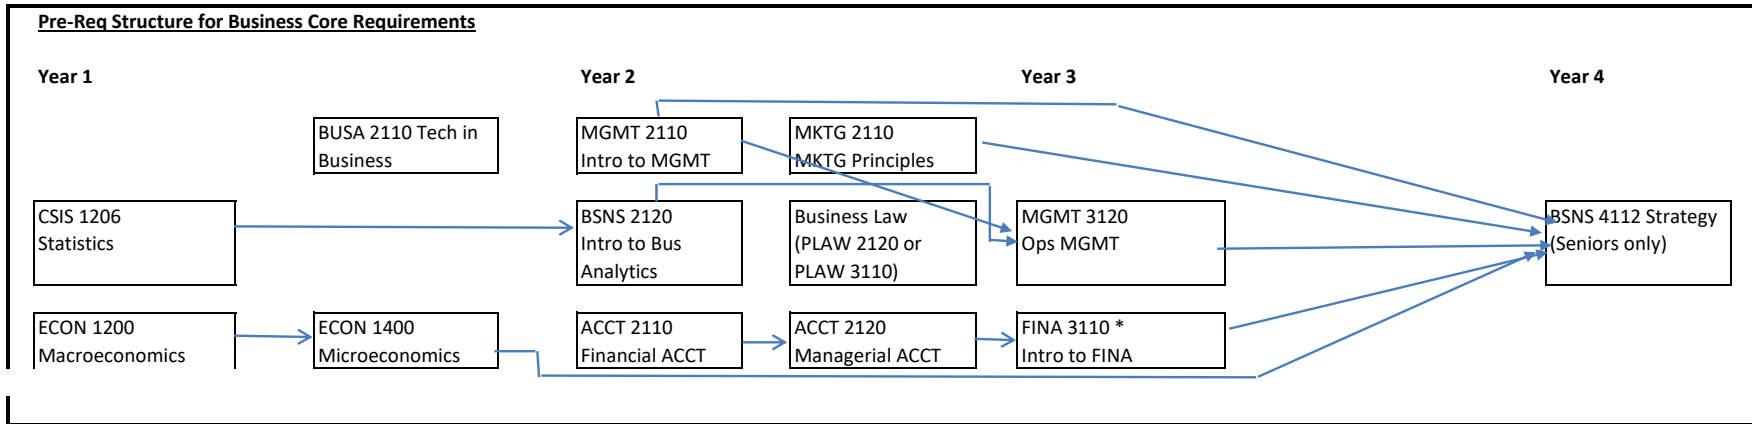 Pre-Req Structure for Business Core Requirements
Year 1
Year 2
Year 3
Year 4
BUSA 2110 Tech in
Business
MGMT 2110
Intro to MGMT
MKTG 2110
MKTG Principles
CSIS 1206
Statistics
BSNS 2120
Intro to Bus
Analytics
Business Law
(PLAW 2120 or
PLAW 3110)
MGMT 3120
Ops MGMT
BSNS 4112 Strategy
(Seniors only)
ECON 1200
Macroeconomics
ECON 1400
Microeconomics
ACCT 2110
Financial ACCT
ACCT 2120
Managerial ACCT
FINA 3110 *
Intro to FINA